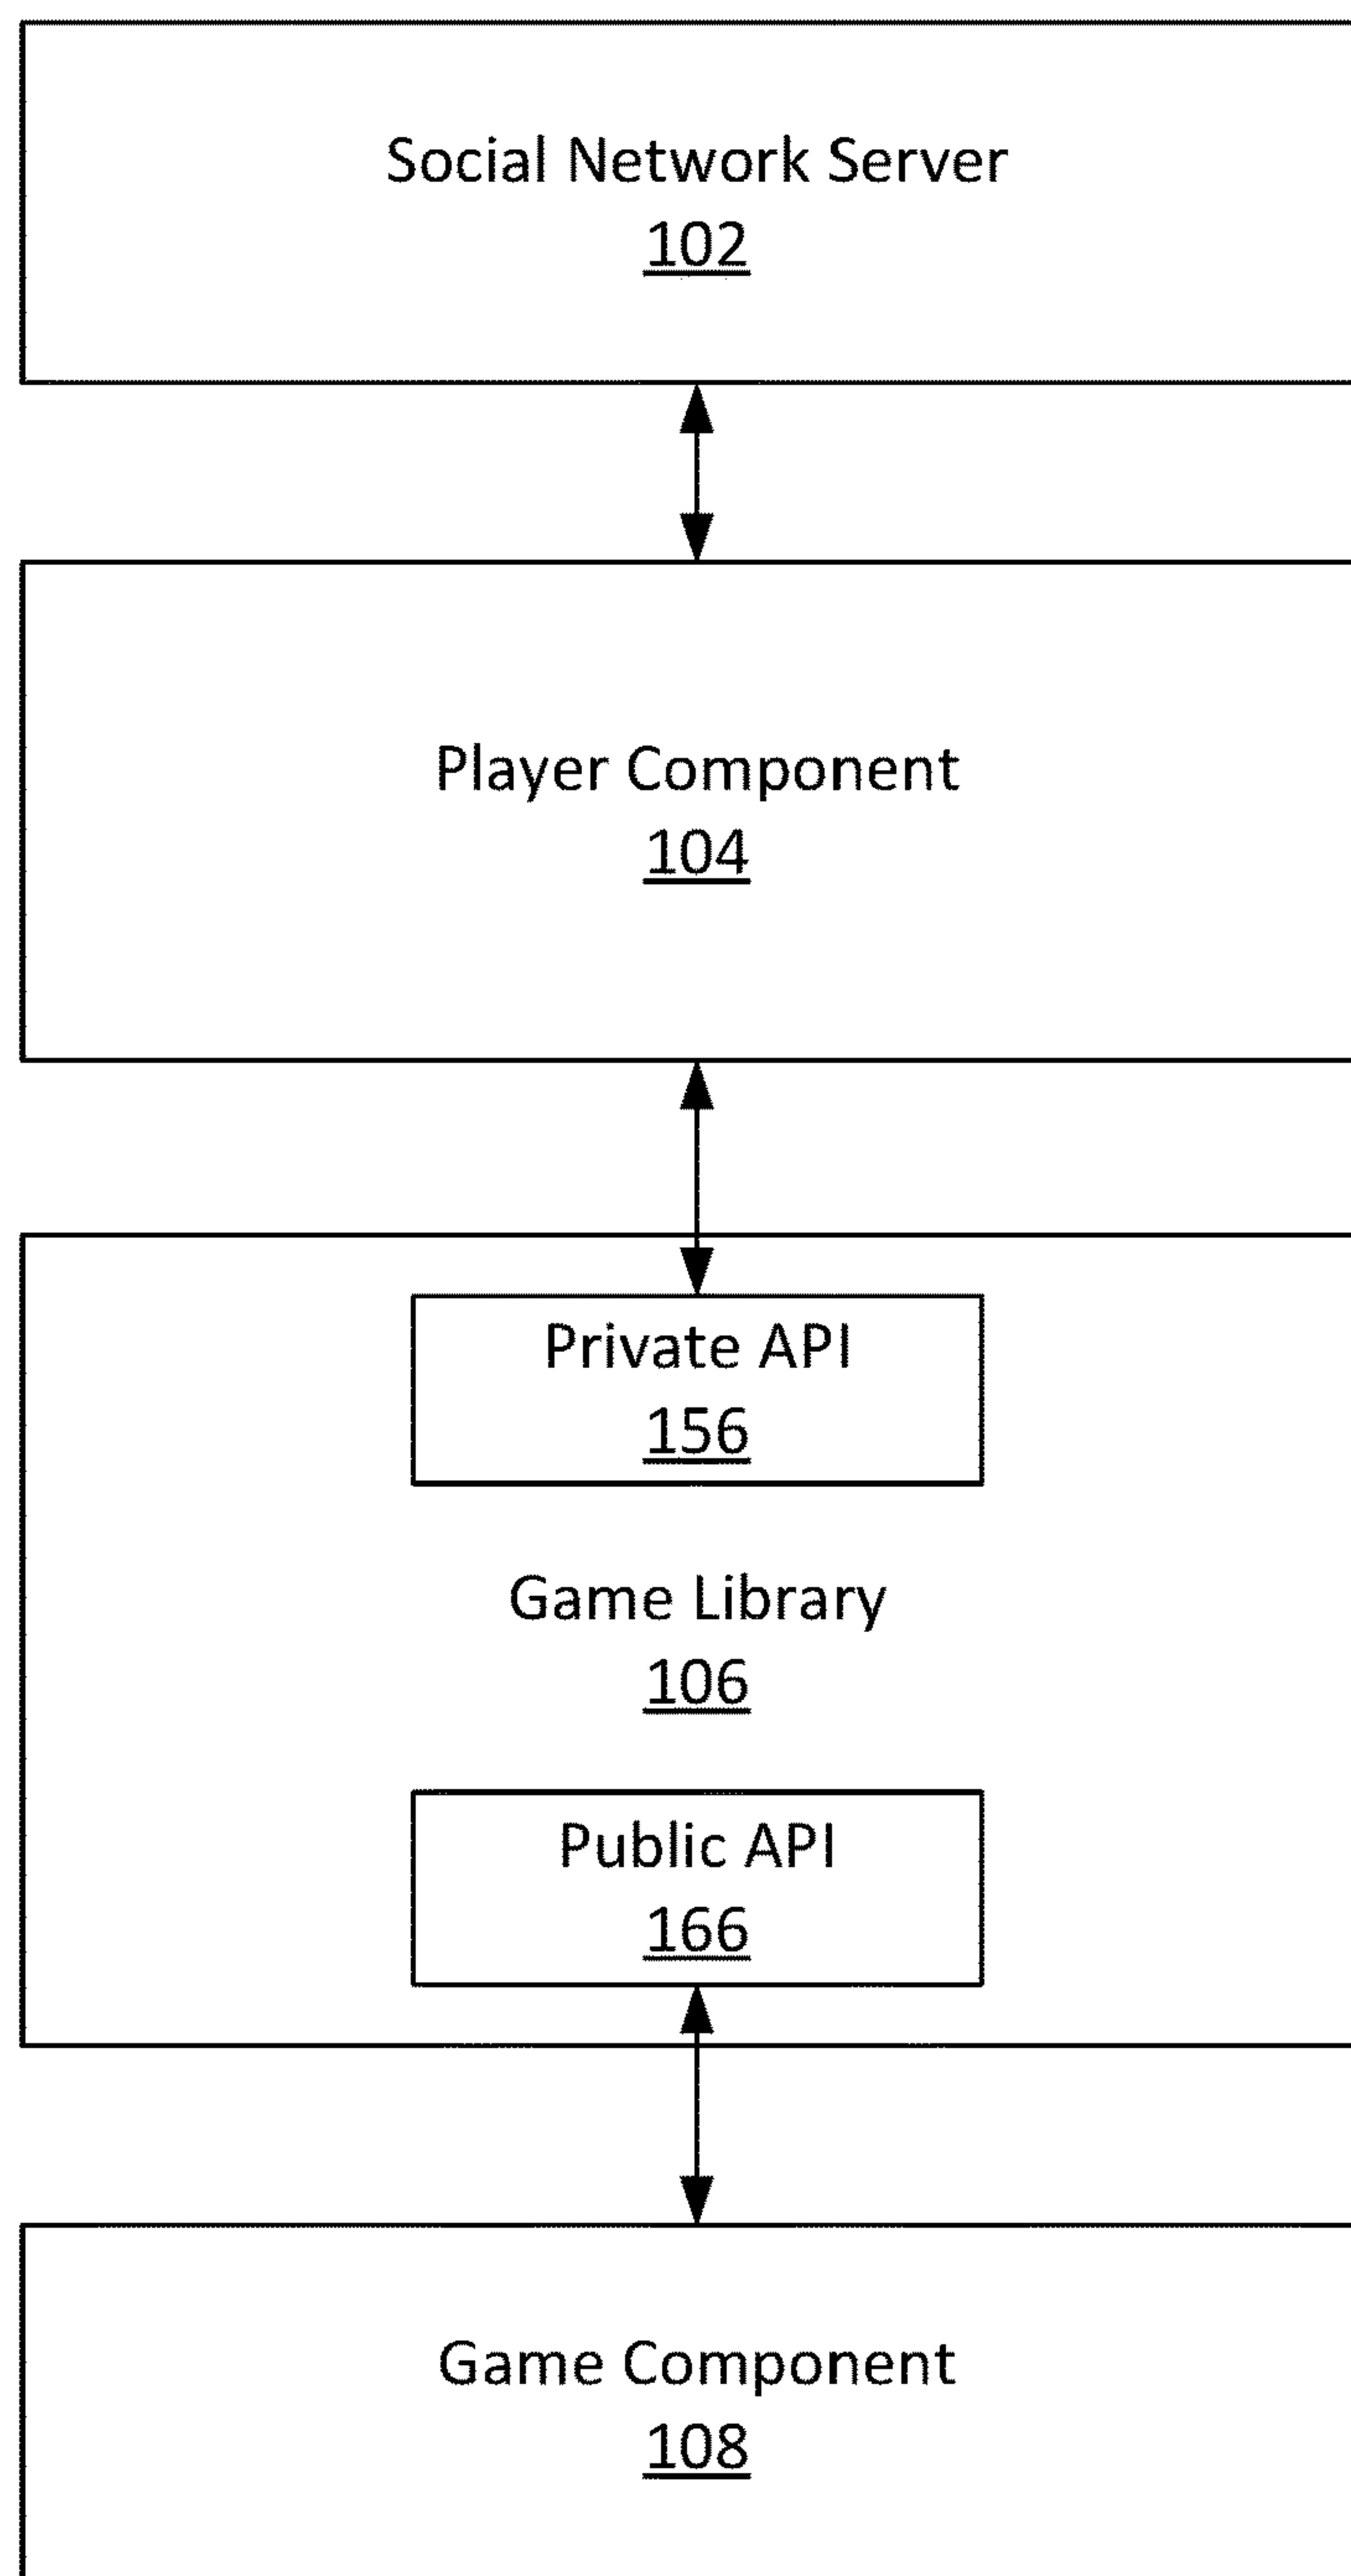 Social Network Server
102
Player Component
104
Private API
156
Game Library
106
Public API
166
Game Component
108